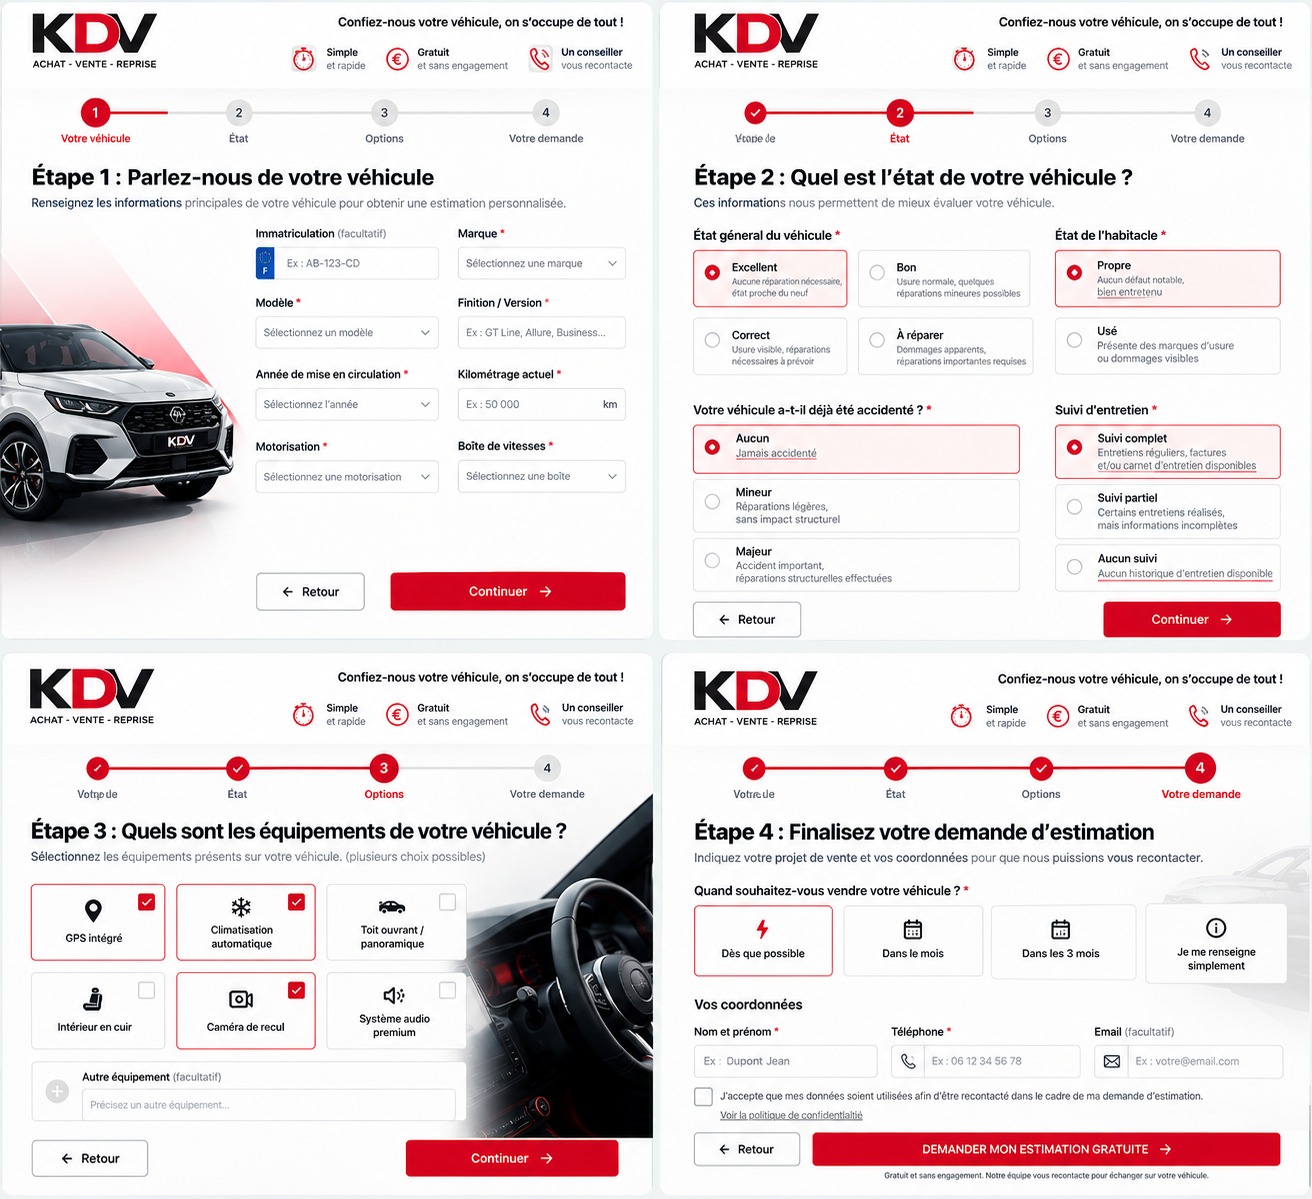 KDV
ACHAT - VENTE - REPRISE
Confiez-nous votre véhicule, on s'occupe de tout !
Simple
et rapide
Gratuit
et sans engagement
Un conseiller
vous recontacte
1
2
3
4
Votre véhicule
État
Options
Votre demande
Étape 1 : Parlez-nous de votre véhicule
Renseignez les informations principales de votre véhicule pour obtenir une estimation personnalisée.
Immatriculation (facultatif)
F
Ex : AB-123-CD
Marque *
Sélectionnez une marque
Modèle *
Sélectionnez un modèle
Finition / Version *
Ex : GT Line, Allure, Business...
Année de mise en circulation *
Sélectionnez l'année
Kilométrage actuel *
Ex : 50 000
km
Motorisation *
Sélectionnez une motorisation
Boîte de vitesses *
Sélectionnez une boîte
KDV
← Retour
Continuer →
KDV
ACHAT - VENTE - REPRISE
Confiez-nous votre véhicule, on s'occupe de tout !
Simple
et rapide
Gratuit
et sans engagement
Un conseiller
vous recontacte
2
3
4
État
Options
Votre demande
Étape 2 : Quel est l'état de votre véhicule ?
Ces informations nous permettent de mieux évaluer votre véhicule.
État géneral du véhicule *
Excellent
Aucune réparation nécessaire,
état proche du neuf
Bon
Usure normale, quelques
réparations mineures possibles
Correct
Usure visible, réparations
nécessaires à prévoir
À réparer
Dommages apparents,
réparations importantes requises
État de l'habitacle *
Propre
Aucun défaut notable,
bien entretenu
Usé
Présente des marques d'usure
ou dommages visibles
Votre véhicule a-t-il déjà été accidenté ? *
Aucun
Jamais accidenté
Mineur
Réparations légères,
sans impact structurel
Majeur
Accident important,
réparations structurelles effectuées
Suivi d'entretien *
Suivi complet
Entretiens réguliers, factures
et/ou carnet d'entretien disponibles
Suivi partiel
Certains entretiens réalisés,
mais informations incomplètes
Aucun suivi
Aucun historique d'entretien disponible
← Retour
Continuer →
KDV
ACHAT - VENTE - REPRISE
Confiez-nous votre véhicule, on s'occupe de tout !
Simple
et rapide
Gratuit
et sans engagement
Un conseiller
vous recontacte
3
4
État
Options
Votre demande
Étape 3 : Quels sont les équipements de votre véhicule ?
Sélectionnez les équipements présents sur votre véhicule. (plusieurs choix possibles)
GPS intégré
Climatisation
automatique
Toit ouvrant /
panoramique
Intérieur en cuir
Caméra de recul
Système audio
premium
Autre équipement (facultatif)
Précisez un autre équipement...
← Retour
Continuer →
KDV
ACHAT - VENTE - REPRISE
Confiez-nous votre véhicule, on s'occupe de tout !
Simple
et rapide
Gratuit
et sans engagement
Un conseiller
vous recontacte
4
État
Options
Votre demande
Étape 4 : Finalisez votre demande d'estimation
Indiquez votre projet de vente et vos coordonnées pour que nous puissions vous recontacter.
Quand souhaitez-vous vendre votre véhicule ? *
Dès que possible
Dans le mois
Dans les 3 mois
Je me renseigne
simplement
Vos coordonnées
Nom et prénom *
Ex : Dupont Jean
Téléphone *
Ex : 06 12 34 56 78
Email (facultatif)
Ex : votre@email.com
J'accepte que mes données soient utilisées afin d'être recontacté dans le cadre de ma demande d'estimation.
Voir la politique de confidentialtié
← Retour
DEMANDER MON ESTIMATION GRATUITE →
Gratuit et sans engagement. Notre équipe vous recontacte pour échanger sur votre véhicule.